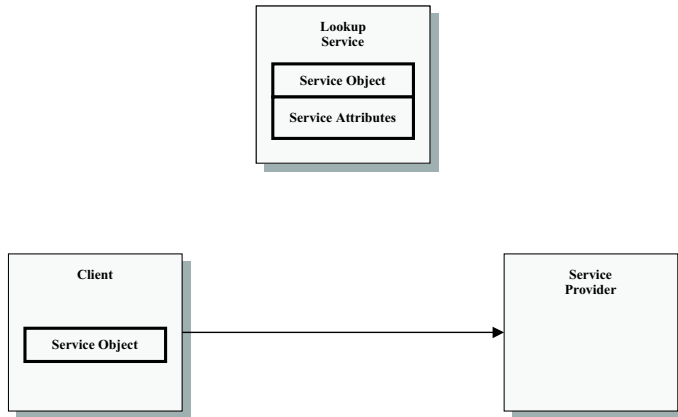 Lookup
Service
Service Object
Service Attributes
Client
Service Object
Service
Provider